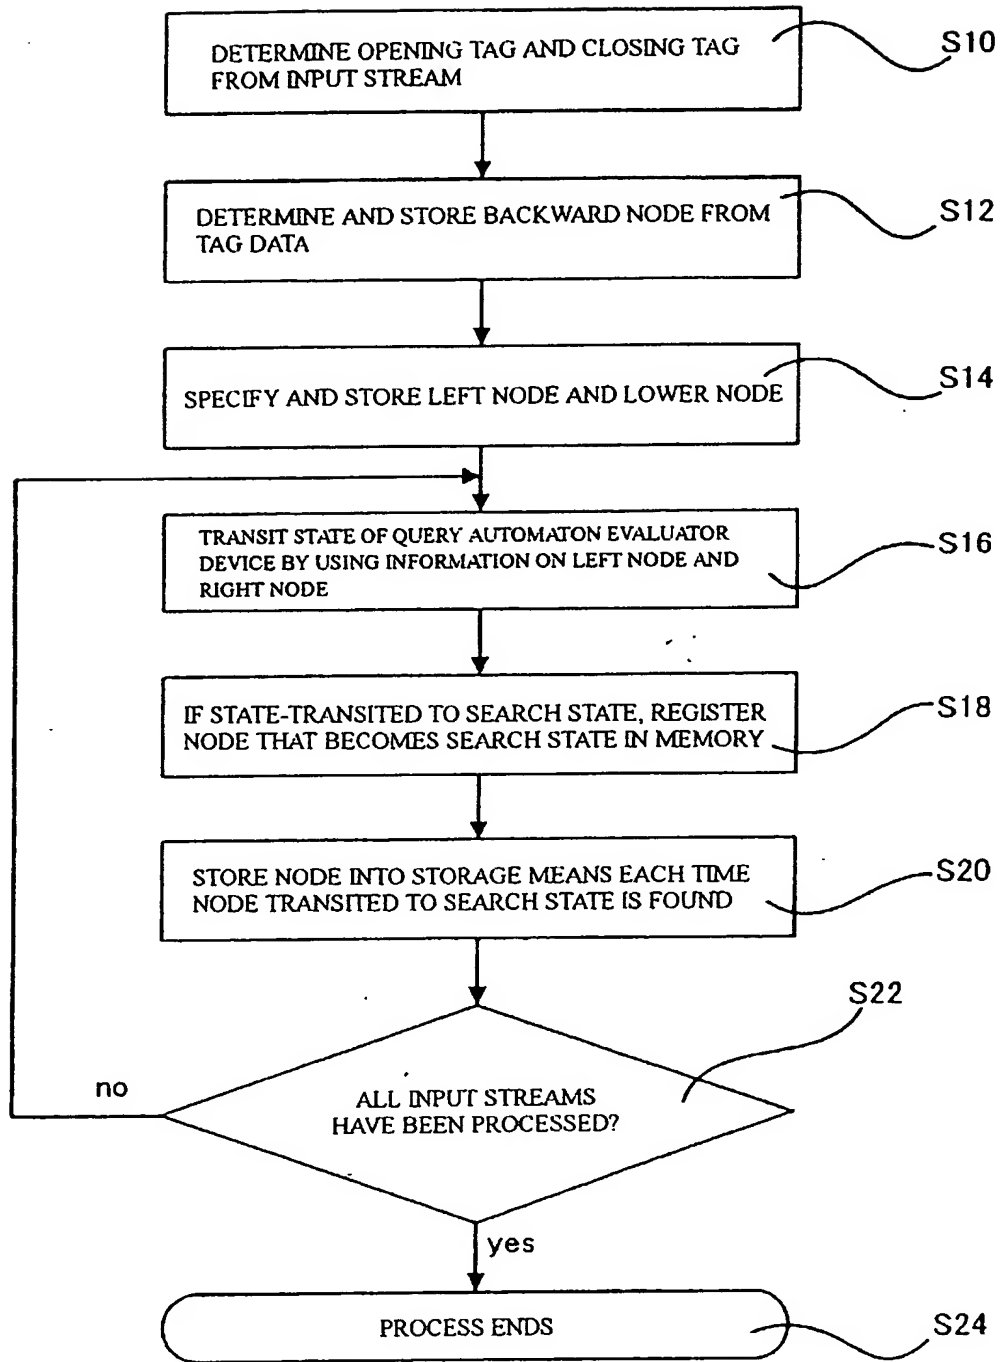 DETERMINE OPENING TAG AND CLOSING TAG
FROM INPUT STREAM
S10
DETERMINE AND STORE BACKWARD NODE FROM
TAG DATA
S12
SPECIFY AND STORE LEFT NODE AND LOWER NODE
S14
TRANSIT STATE OF QUERY AUTOMATON EVALUATOR
DEVICE BY USING INFORMATION ON LEFT NODE AND
RIGHT NODE
S16
IF STATE-TRANSITED TO SEARCH STATE, REGISTER
NODE THAT BECOMES SEARCH STATE IN MEMORY
S18
STORE NODE INTO STORAGE MEANS EACH TIME
NODE TRANSITED TO SEARCH STATE IS FOUND
S20
S22
no
ALL INPUT STREAMS
HAVE BEEN PROCESSED?
yes
PROCESS ENDS
S24